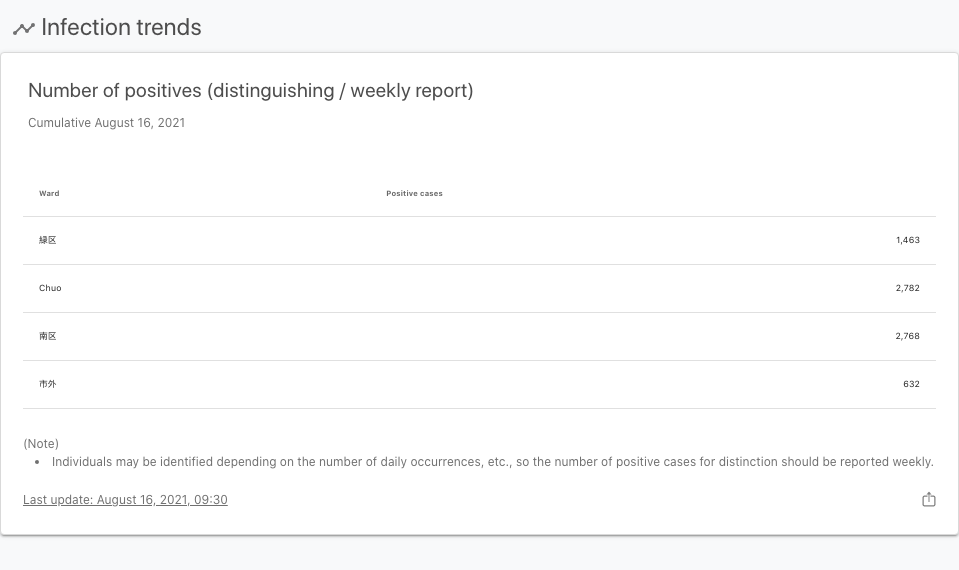 Infection trends
Number of positives (distinguishing / weekly report)
Cumulative August 16, 2021
Ward Positive cases
緑区 1,463
Chuo 2,782
南区 2,768
市外 632
(Note)
• Individuals may be identified depending on the number of daily occurrences, etc., so the number of positive cases for distinction should be reported weekly.
Last update: August 16, 2021, 09:30